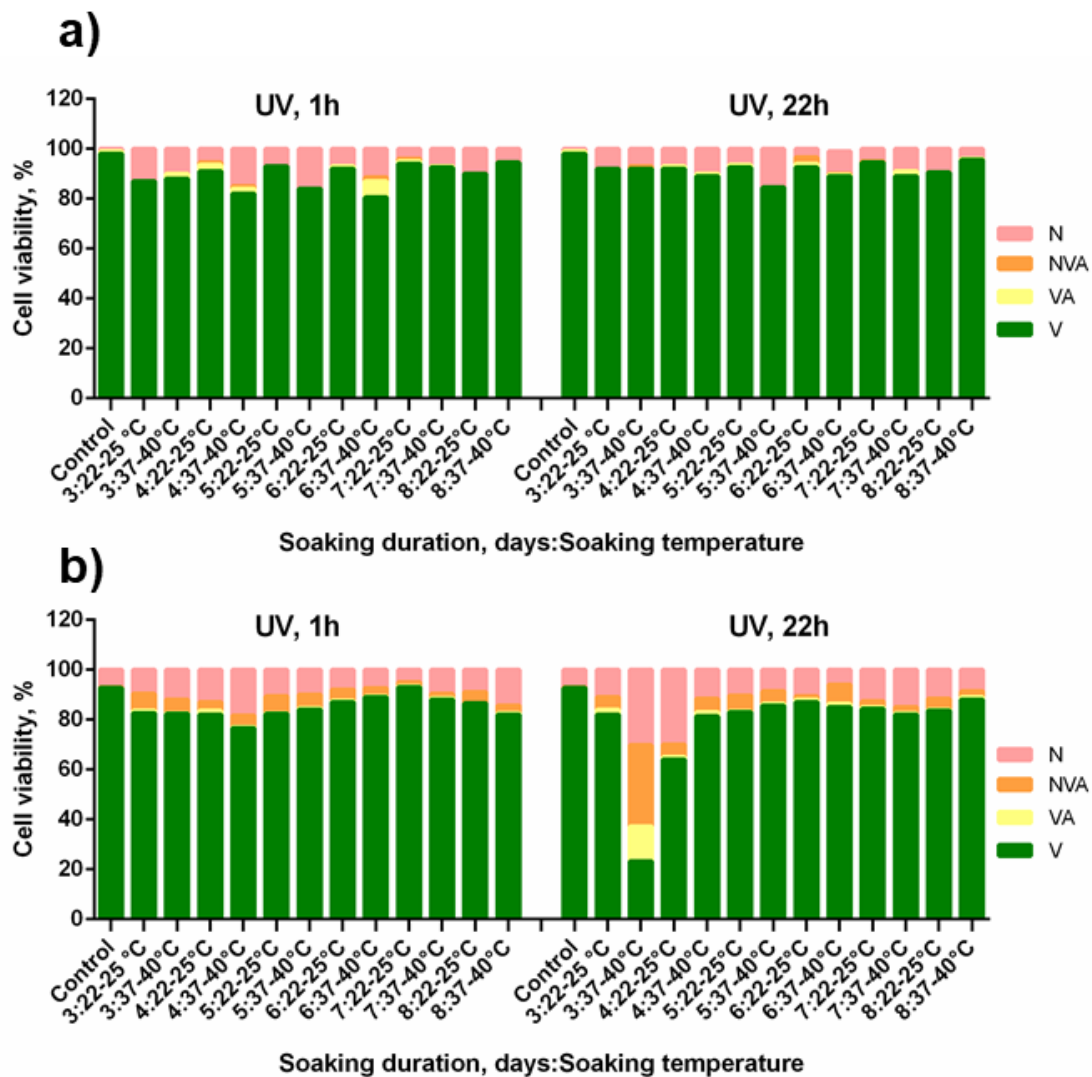 a)
UV, 1h
UV, 22h
Cell viability, %
120
100
80
60
40
20
0
N
NVA
VA
V
Control
3:22-25 °C
3:37-40°C
4:22-25°C
4:37-40°C
5:22-25°C
5:37-40°C
6:22-25°C
6:37-40°C
7:22-25°C
7:37-40°C
8:22-25°C
8:37-40°C
Control
3:22-25 °C
3:37-40°C
4:22-25°C
4:37-40°C
5:22-25°C
5:37-40°C
6:22-25°C
6:37-40°C
7:22-25°C
7:37-40°C
8:22-25°C
8:37-40°C
Soaking duration, days:Soaking temperature
b)
UV, 1h
UV, 22h
Cell viability, %
120
100
80
60
40
20
0
N
NVA
VA
V
Control
3:22-25 °C
3:37-40°C
4:22-25°C
4:37-40°C
5:22-25°C
5:37-40°C
6:22-25°C
6:37-40°C
7:22-25°C
7:37-40°C
8:22-25°C
8:37-40°C
Control
3:22-25 °C
3:37-40°C
4:22-25°C
4:37-40°C
5:22-25°C
5:37-40°C
6:22-25°C
6:37-40°C
7:22-25°C
7:37-40°C
8:22-25°C
8:37-40°C
Soaking duration, days:Soaking temperature